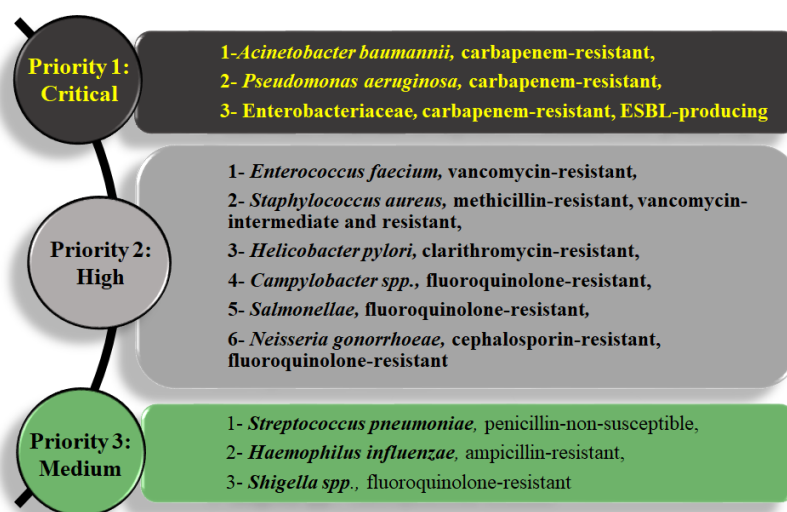 Priority 1:
Critical
1-Acinetobacter baumannii, carbapenem-resistant,
2- Pseudomonas aeruginosa, carbapenem-resistant,
3- Enterobacteriaceae, carbapenem-resistant, ESBL-producing
Priority 2:
High
1- Enterococcus faecium, vancomycin-resistant,
2- Staphylococcus aureus, methicillin-resistant, vancomycin-
intermediate and resistant,
3- Helicobacter pylori, clarithromycin-resistant,
4- Campylobacter spp., fluoroquinolone-resistant,
5- Salmonellae, fluoroquinolone-resistant,
6- Neisseria gonorrhoeae, cephalosporin-resistant,
fluoroquinolone-resistant
Priority 3:
Medium
1- Streptococcus pneumoniae, penicillin-non-susceptible,
2- Haemophilus influenzae, ampicillin-resistant,
3- Shigella spp., fluoroquinolone-resistant